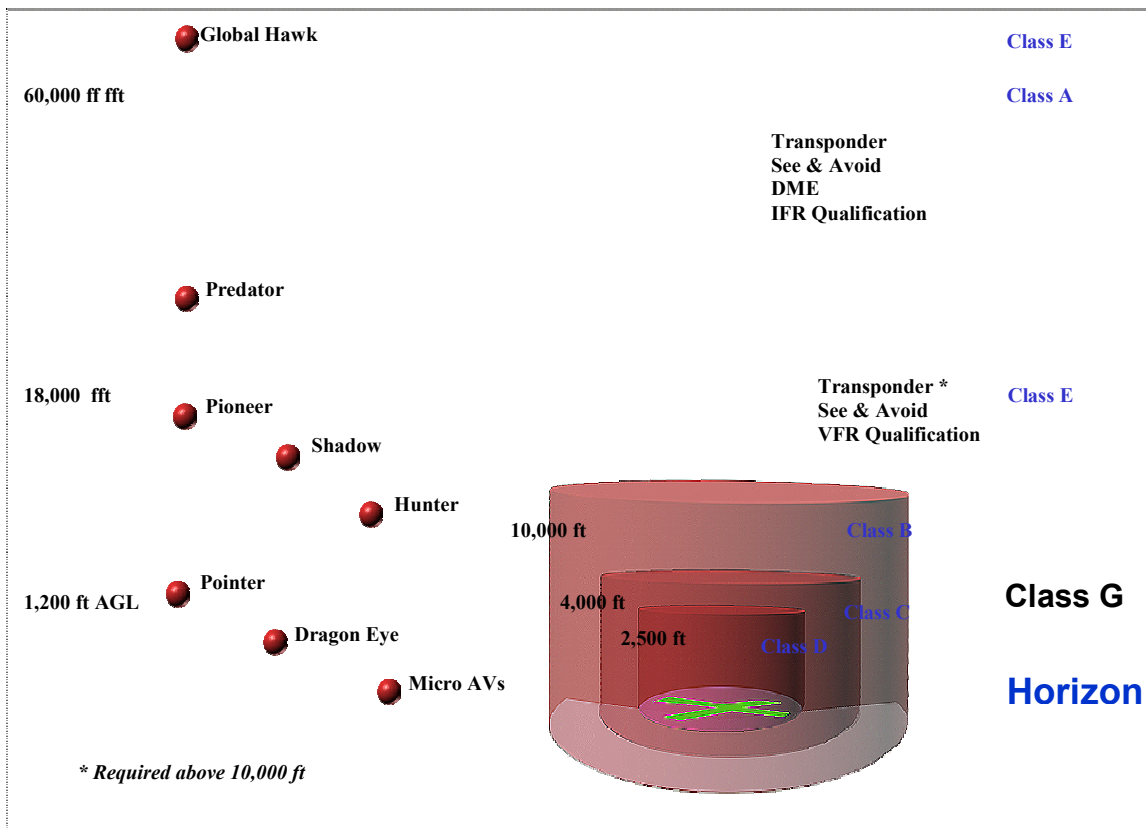 Global Hawk
Class E
60,000 ff fft
Class A
Transponder
See & Avoid
DME
IFR Qualification
Predator
18,000 fft
Pioneer
Transponder *
See & Avoid
VFR Qualification
Class E
Shadow
Hunter
10,000 ft
Class B
Pointer
1,200 ft AGL
4,000 ft
Class C
Class G
Dragon Eye
2,500 ft
Class D
Micro AVs
Horizon
* Required above 10,000 ft